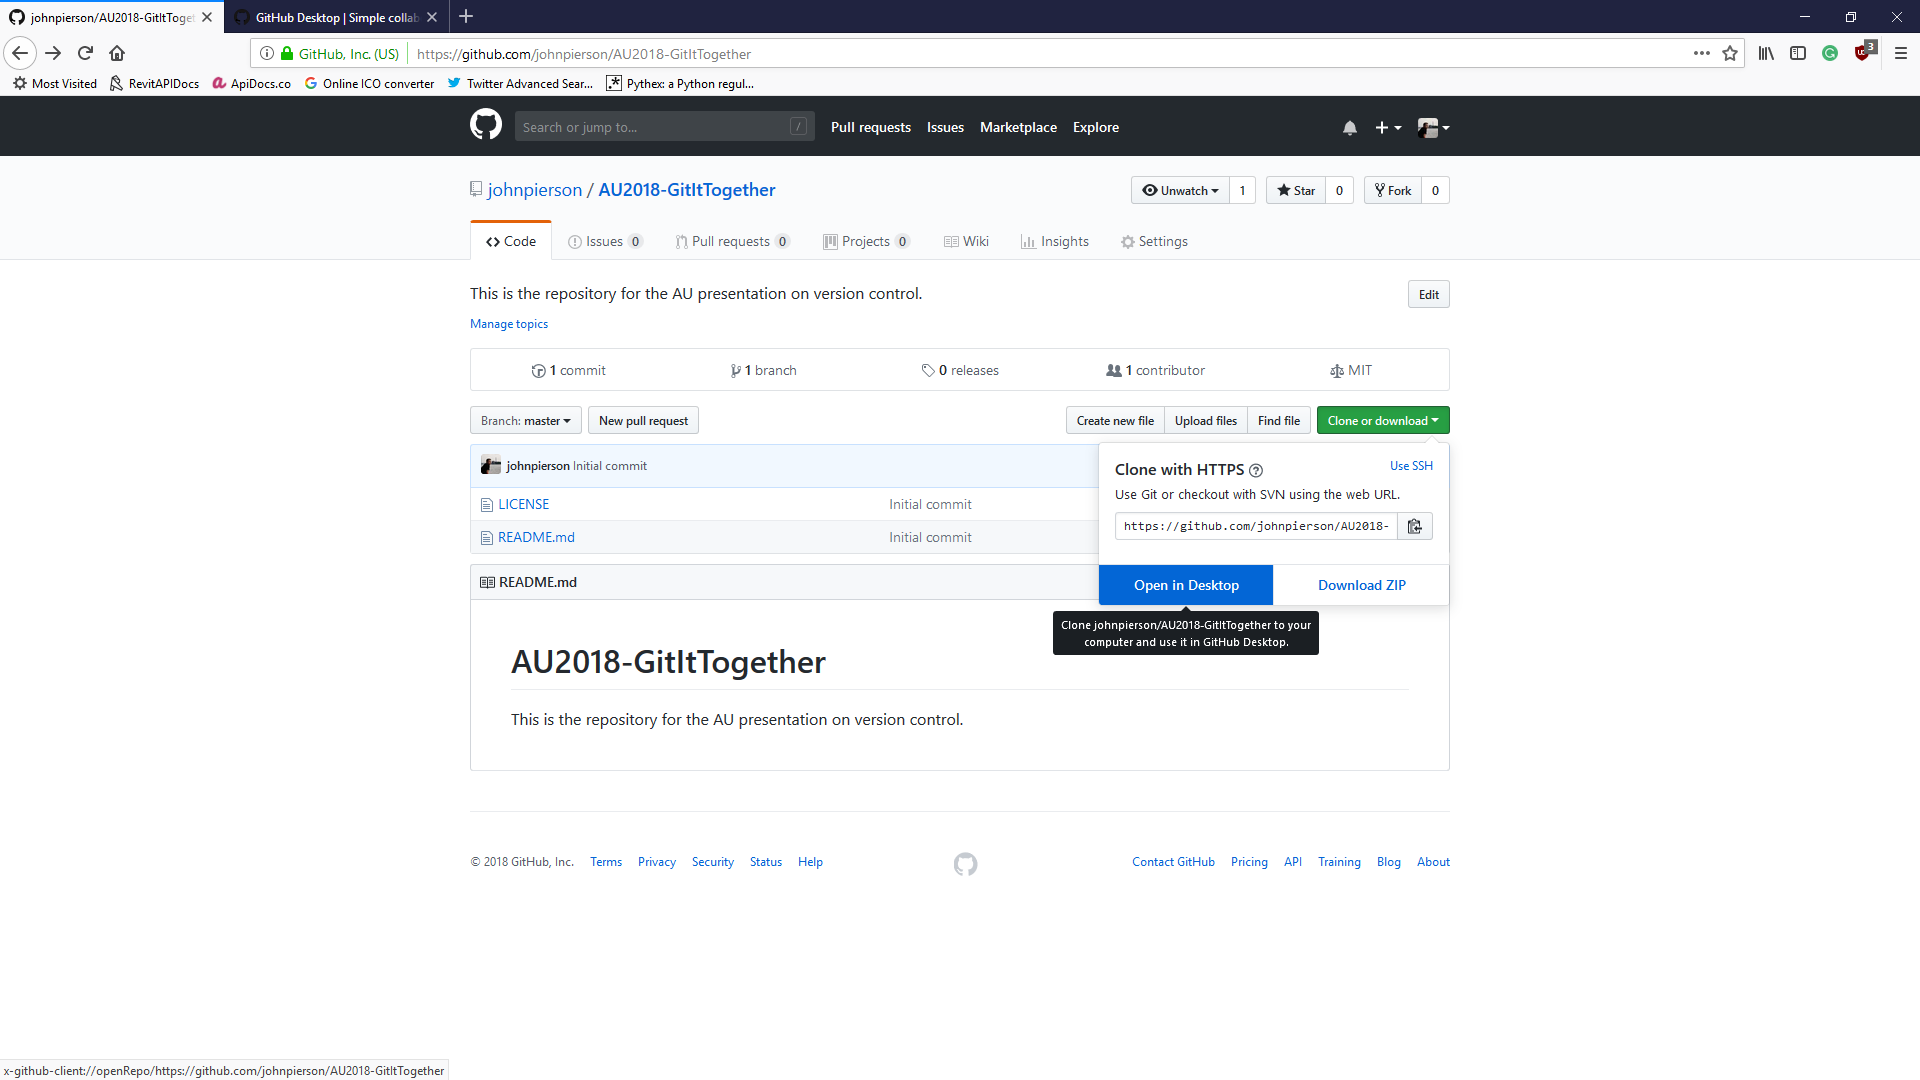 johnpierson/AU2018-GitItToget
GitHub Desktop | Simple collab
GitHub, Inc. (US)
https://github.com/johnpierson/AU2018-GitItTogether
3
Most Visited
RevitAPIDocs
ApiDocs.co
Online ICO converter
Twitter Advanced Sear...
Pythex: a Python regul...
Search or jump to...
/
Pull requests
Issues
Marketplace
Explore
johnpierson / AU2018-GitItTogether
Unwatch 1
Star 0
Fork 0
Code
Issues 0
Pull requests 0
Projects 0
Wiki
Insights
Settings
This is the repository for the AU presentation on version control.
Edit
Manage topics
1 commit
1 branch
0 releases
1 contributor
MIT
Branch: master
New pull request
Create new file
Upload files
Find file
Clone or download
johnpierson Initial commit
LICENSE
Initial commit
README.md
Initial commit
Clone with HTTPS
Use SSH
Use Git or checkout with SVN using the web URL.
https://github.com/johnpierson/AU2018-
Open in Desktop
Download ZIP
Clone johnpierson/AU2018-GitItTogether to your
computer and use it in GitHub Desktop.
README.md
AU2018-GitItTogether
This is the repository for the AU presentation on version control.
© 2018 GitHub, Inc.
Terms
Privacy
Security
Status
Help
Contact GitHub
Pricing
API
Training
Blog
About
x-github-client://openRepo/https://github.com/johnpierson/AU2018-GitItTogether